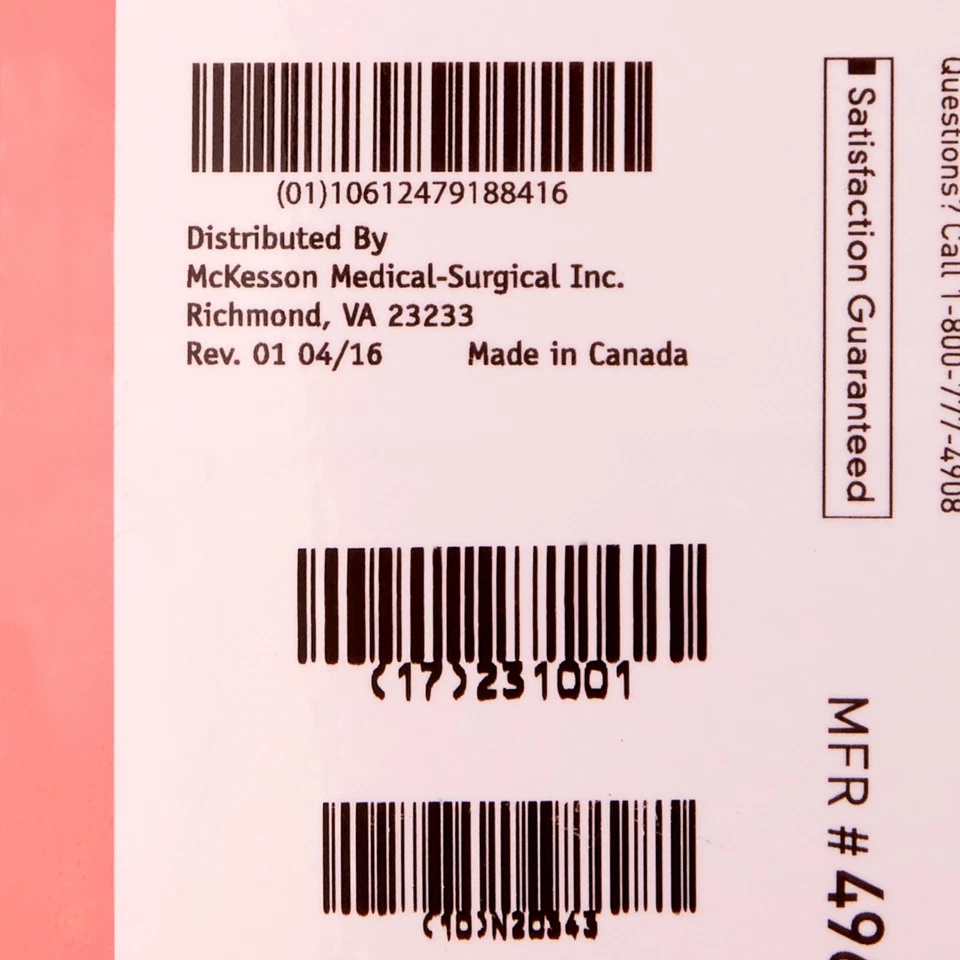 (01)10612479188416
Distributed By
McKesson Medical-Surgical Inc.
Richmond, VA 23233
Rev. 01 04/16 Made in Canada
(17)231001
(10)N20343
Satisfaction Guaranteed
Questions? Call 1-800-777-4908
MFR #